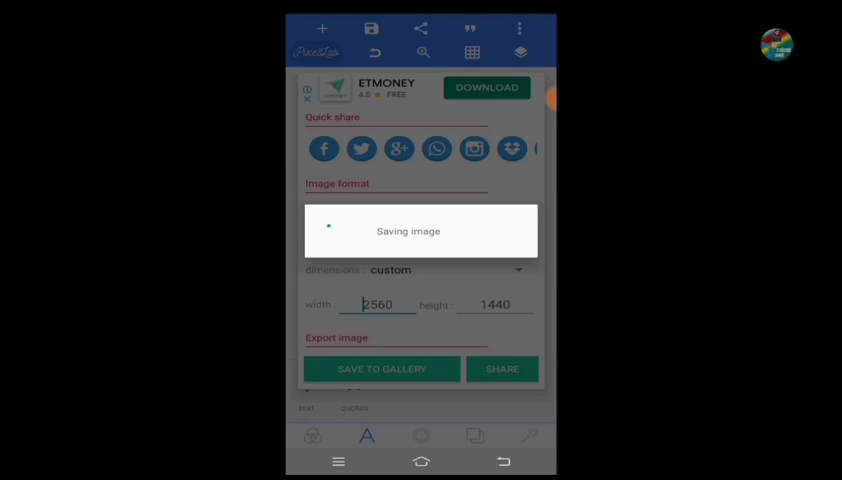 PixelLab
ETMONEY
4.5 ★ FREE
DOWNLOAD
Quick share
Image format
Saving image
dimensions : custom
width : 2560 height : 1440
Export image
SAVE TO GALLERY SHARE
text quotes